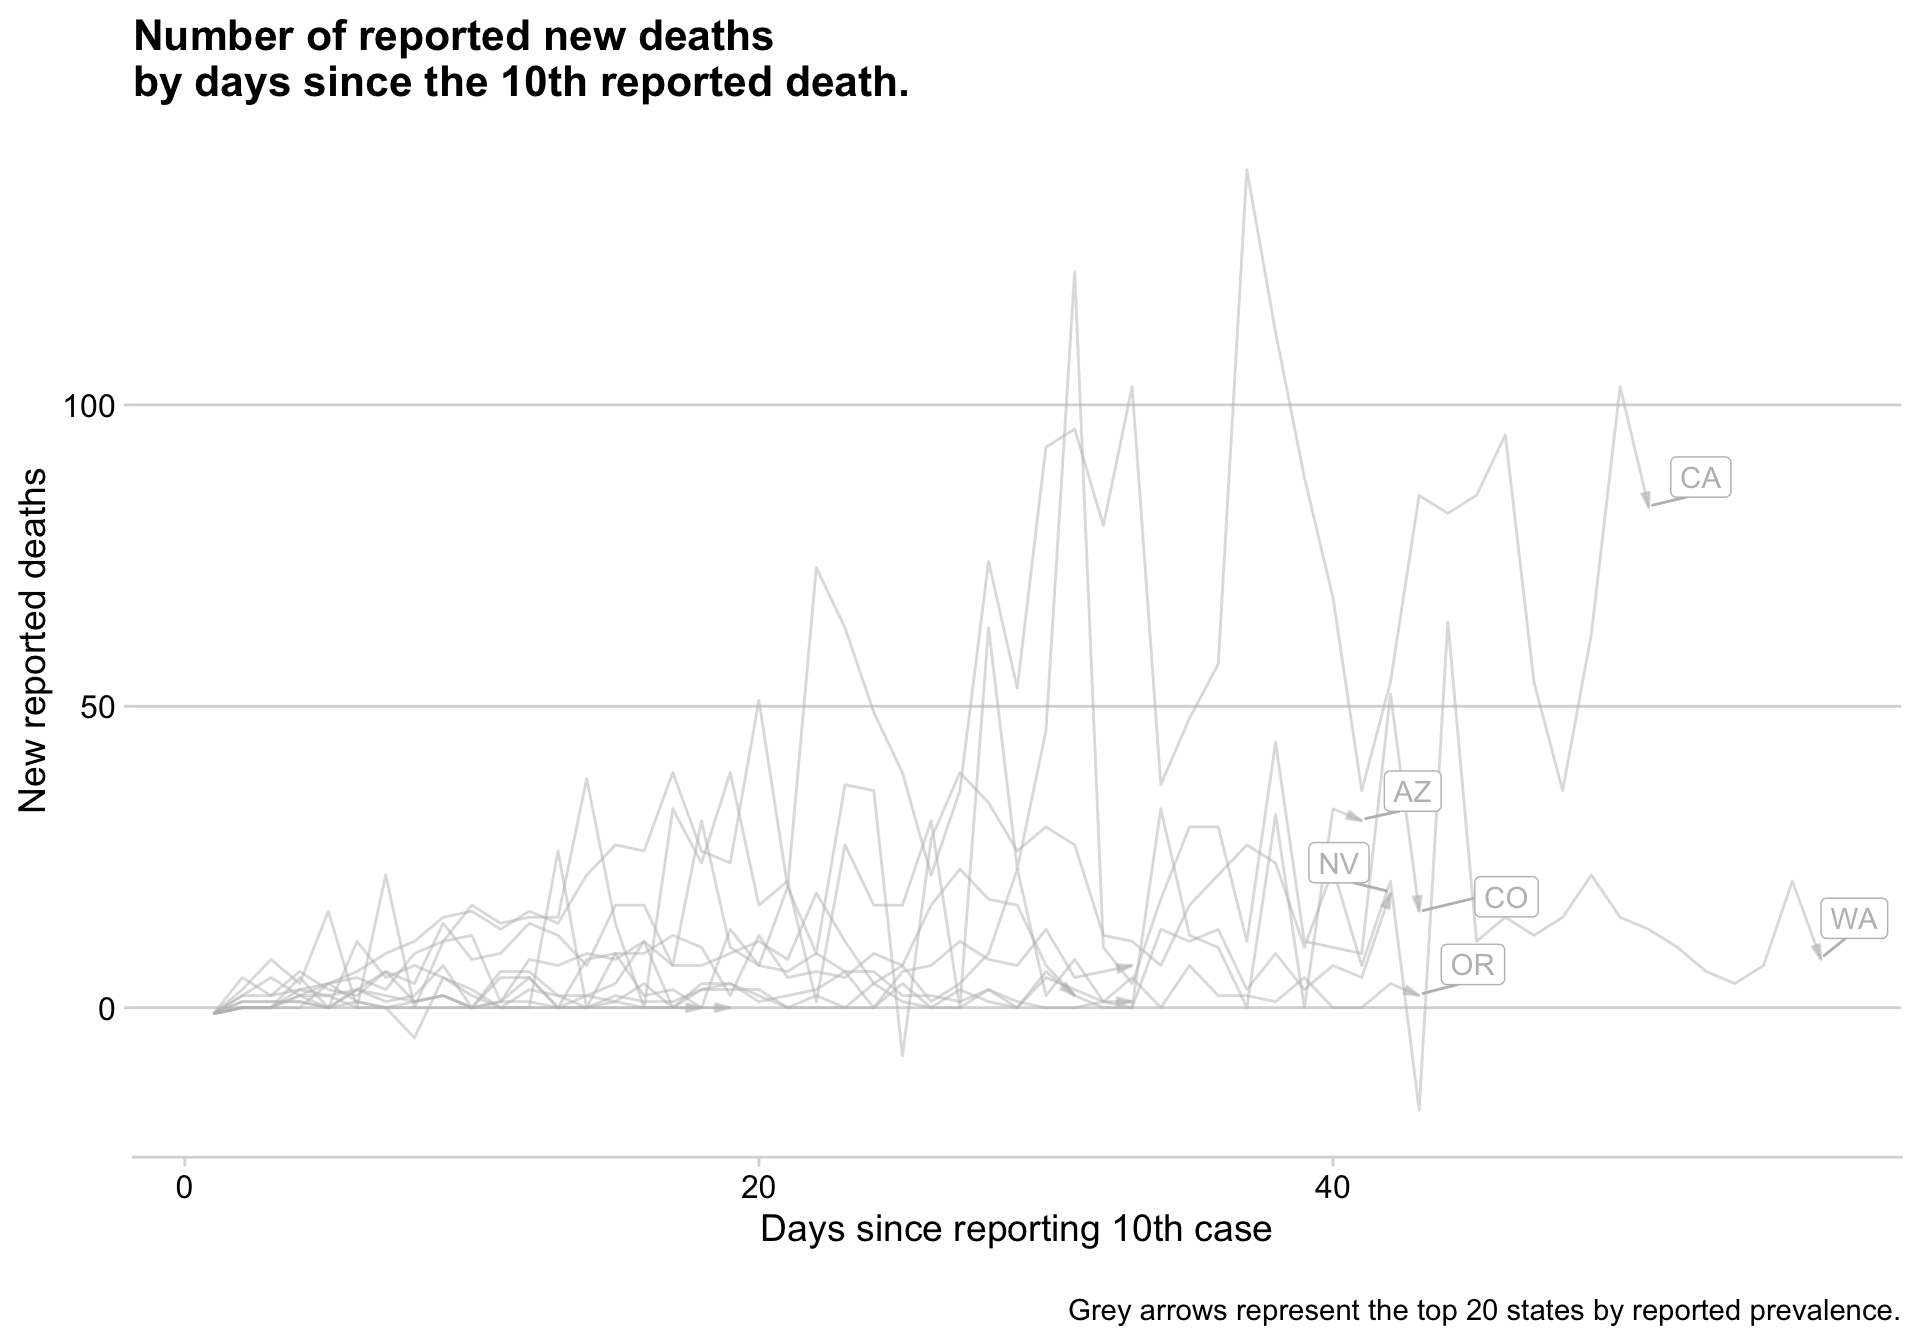 Number of reported new deaths
by days since the 10th reported death.
New reported deaths
100
50
0
CA
AZ
NV
CO
WA
OR
0
20
40
Days since reporting 10th case
Grey arrows represent the top 20 states by reported prevalence.